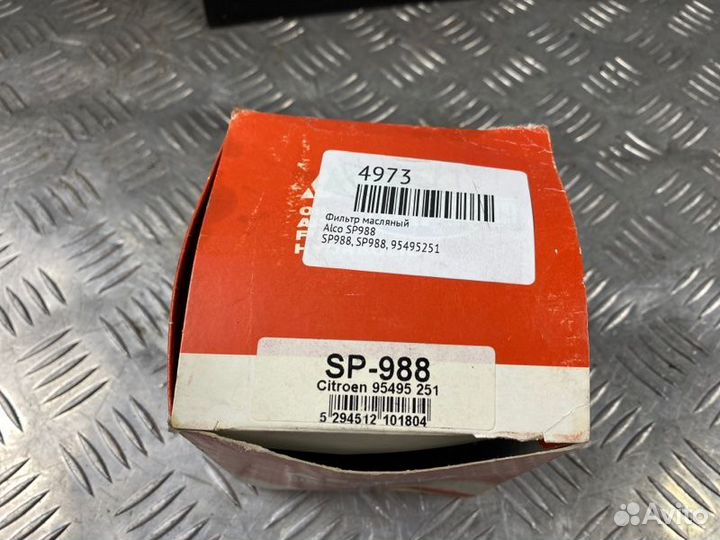 4973
Фильтр масляный
Alco SP988
SP988, SP988, 95495251
SP-988
Citroen 95495 251
5 294512 101804
Avito